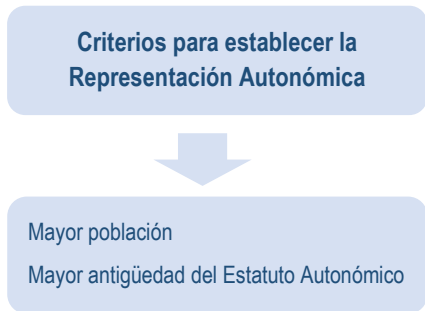 Criterios para establecer la
Representación Autonómica
Mayor población
Mayor antigüedad del Estatuto Autonómico